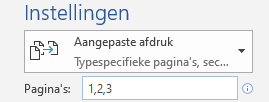 Instellingen
Aangepaste afdruk
Typespecifieke pagina's, sec...
Pagina's: 1,2,3